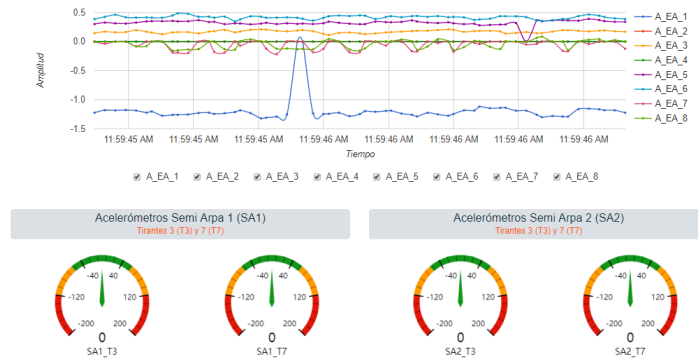 0.5
0.0
-0.5
-1.0
-1.5
Amplitud
11:59:45 AM 11:59:45 AM 11:59:45 AM 11:59:46 AM 11:59:46 AM 11:59:46 AM 11:59:46 AM 11:59:46 AM
Tiempo
A_EA_1
A_EA_2
A_EA_3
A_EA_4
A_EA_5
A_EA_6
A_EA_7
A_EA_8
A_EA_1 A_EA_2 A_EA_3 A_EA_4 A_EA_5 A_EA_6 A_EA_7 A_EA_8
Acelerómetros Semi Arpa 1 (SA1)
Tirantes 3 (T3) y 7 (T7)
Acelerómetros Semi Arpa 2 (SA2)
Tirantes 3 (T3) y 7 (T7)
-40 40
-120 120
-200 200
0
SA1_T3
-40 40
-120 120
-200 200
0
SA1_T7
-40 40
-120 120
-200 200
0
SA2_T3
-40 40
-120 120
-200 200
0
SA2_T7